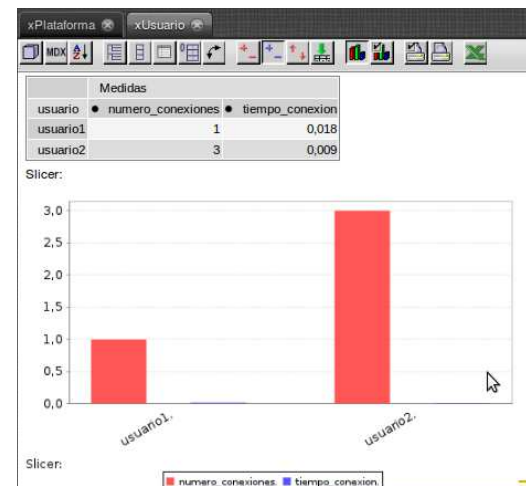 xPlataforma xUsuario
MDX
Medidas
usuario numero_conexiones tiempo_conexion
usuario1 1 0,018
usuario2 3 0,009
Slicer:
3,0
2,5
2,0
1,5
1,0
0,5
0,0
usuario1. usuario2.
Slicer:
numero_conexiones. tiempo_conexion.